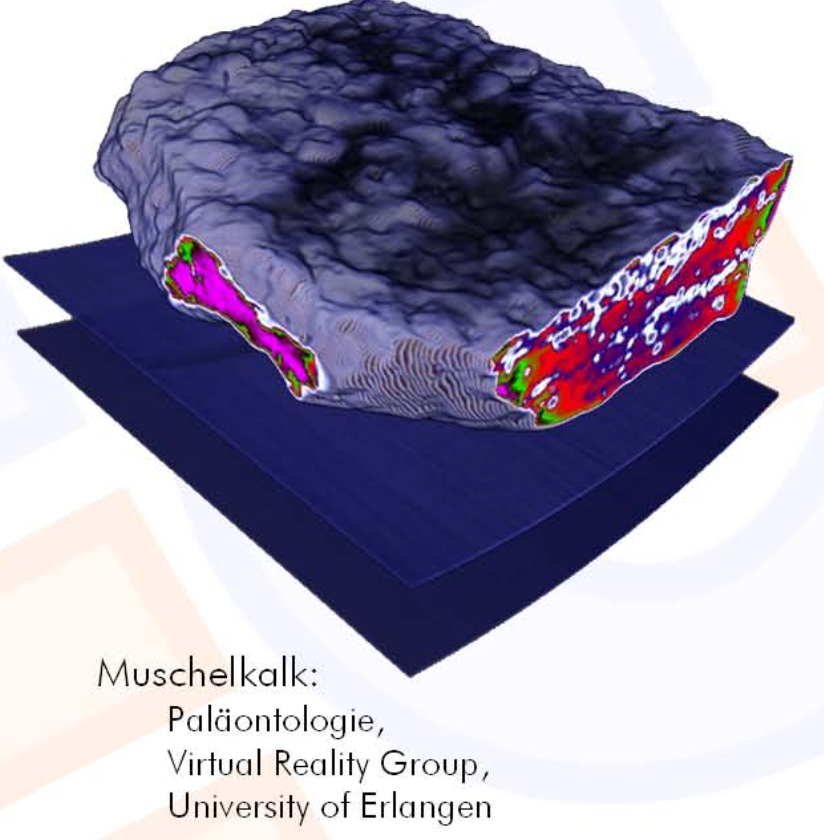 Muschelkalk:
Paläontologie,
Virtual Reality Group,
University of Erlangen